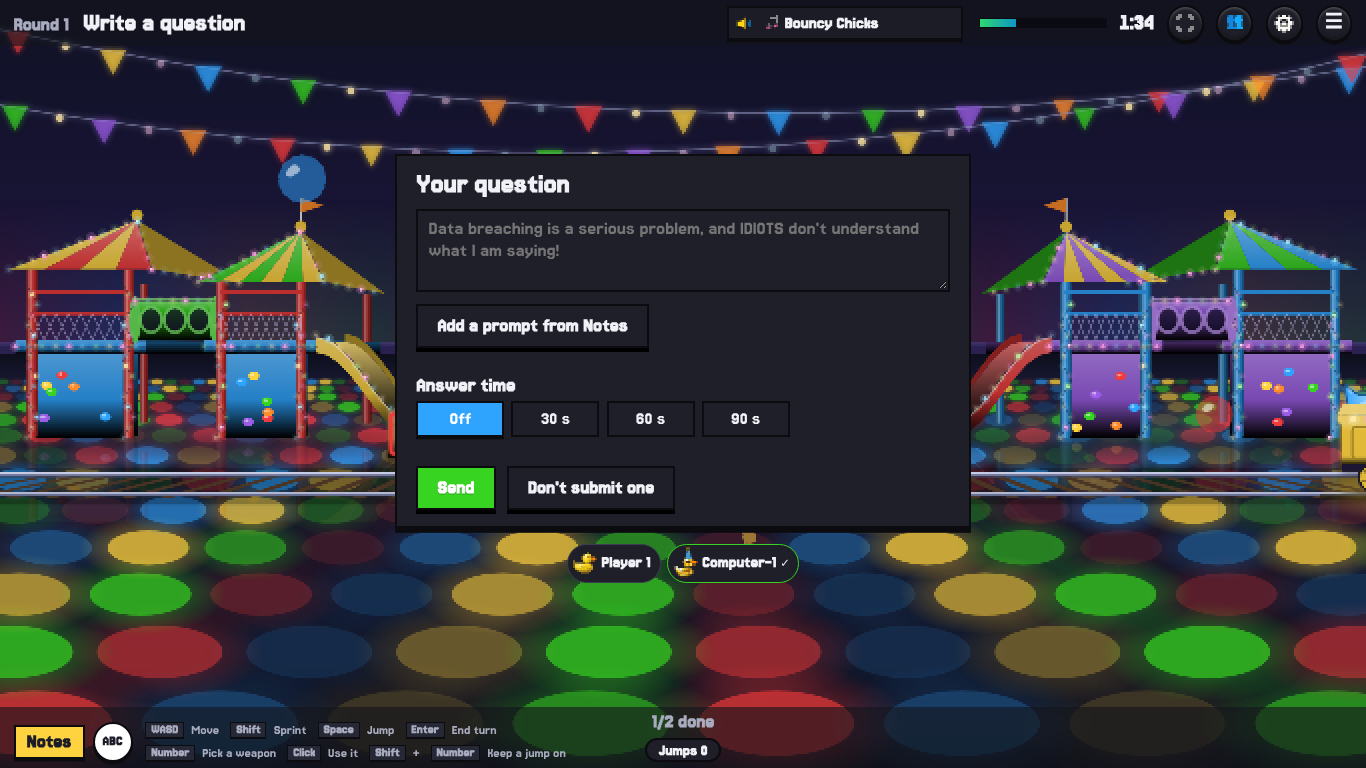 Round 1 Write a question
Bouncy Chicks
1:34
Your question
Data breaching is a serious problem, and IDIOTS don't understand
what I am saying!
Add a prompt from Notes
Answer time
Off 30 s 60 s 90 s
Send Don't submit one
Player 1 Computer-1 ✓
1/2 done
Jumps 0
Notes ABC
WASD Move Shift Sprint Space Jump Enter End turn
Number Pick a weapon Click Use it Shift + Number Keep a jump on